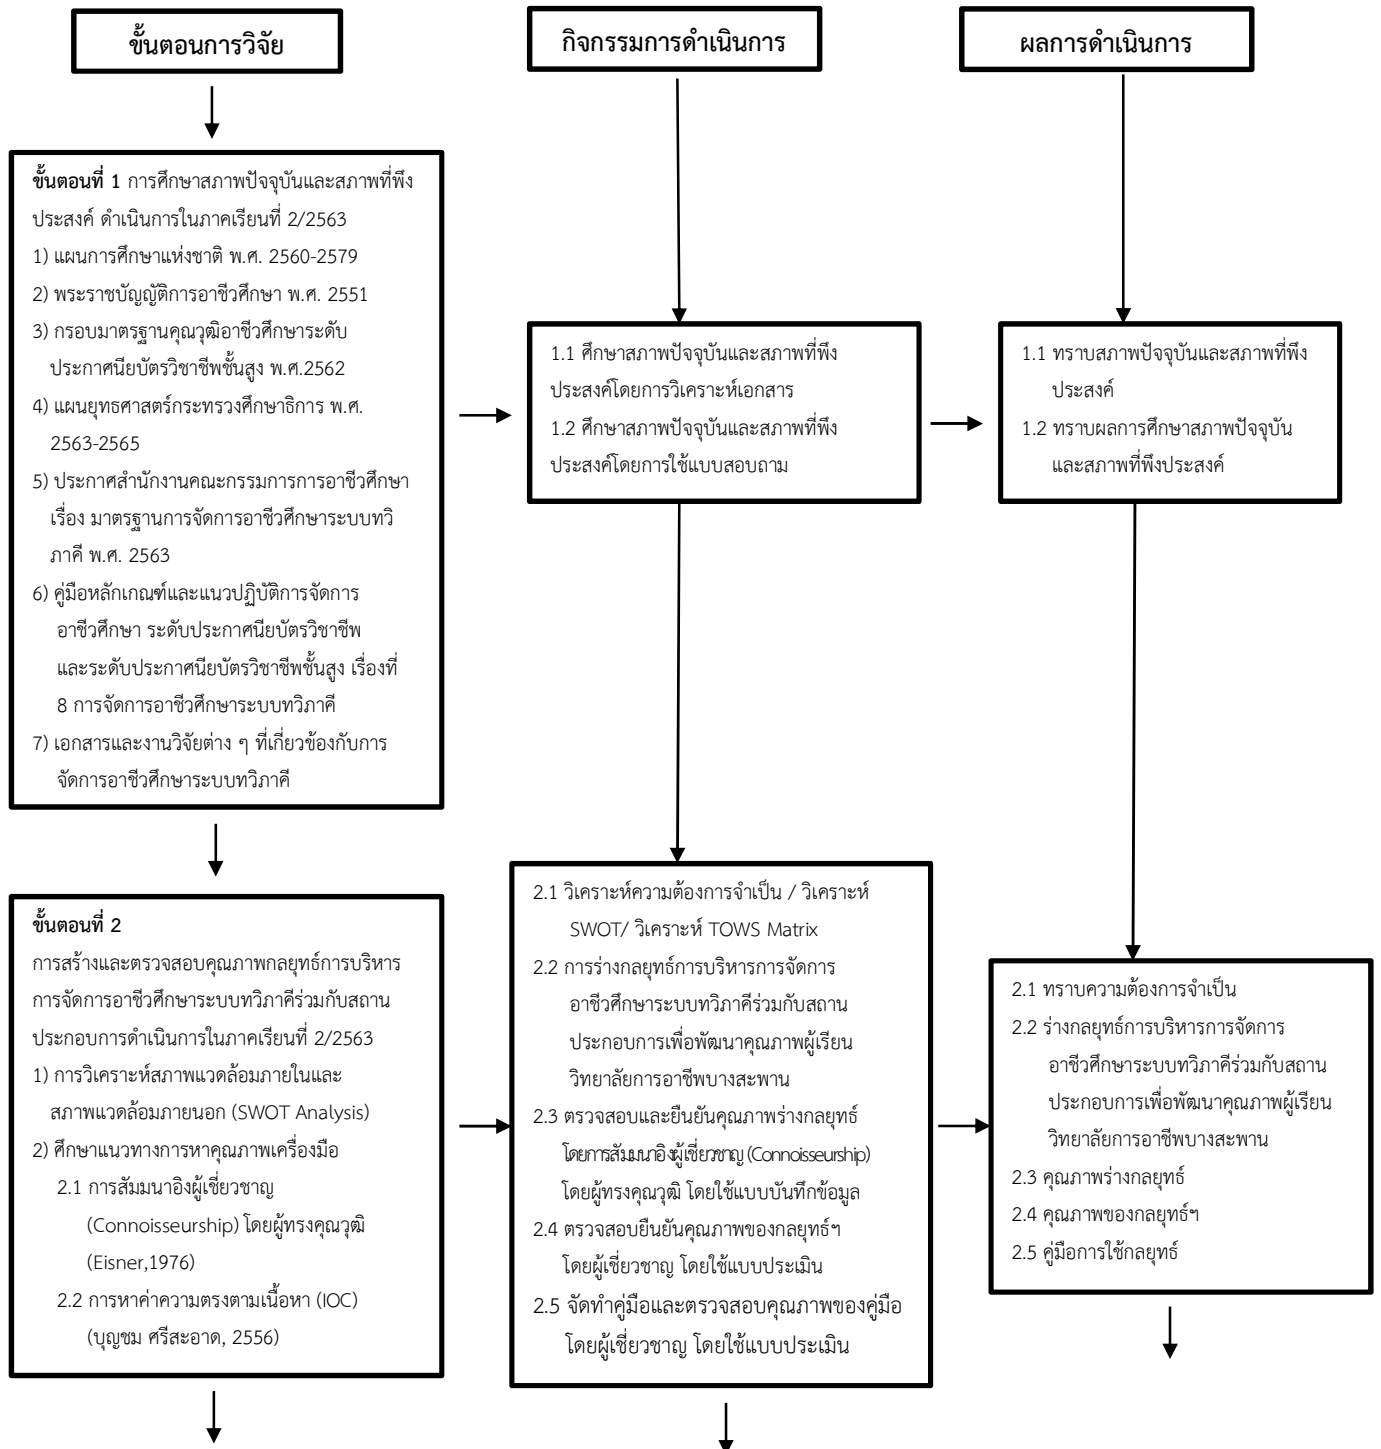 ขั้นตอนการวิจัย
กิจกรรมการดำเนินการ
ผลการดำเนินการ
ขั้นตอนที่ 1 การศึกษาสภาพปัจจุบันและสภาพที่พึง
ประสงค์ ดำเนินการในภาคเรียนที่ 2/2563
1) แผนการศึกษาแห่งชาติ พ.ศ. 2560-2579
2) พระราชบัญญัติการอาชีวศึกษา พ.ศ. 2551
3) กรอบมาตรฐานคุณวุฒิอาชีวศึกษาระดับ
ประกาศนียบัตรวิชาชีพชั้นสูง พ.ศ.2562
4) แผนยุทธศาสตร์กระทรวงศึกษาธิการ พ.ศ.
2563-2565
5) ประกาศสำนักงานคณะกรรมการการอาชีวศึกษา
เรื่อง มาตรฐานการจัดการอาชีวศึกษาระบบทวิ
ภาคี พ.ศ. 2563
6) คู่มือหลักเกณฑ์และแนวปฏิบัติการจัดการ
อาชีวศึกษา ระดับประกาศนียบัตรวิชาชีพ
และระดับประกาศนียบัตรวิชาชีพชั้นสูง เรื่องที่
8 การจัดการอาชีวศึกษาระบบทวิภาคี
7) เอกสารและงานวิจัยต่าง ๆ ที่เกี่ยวข้องกับการ
จัดการอาชีวศึกษาระบบทวิภาคี
1.1 ศึกษาสภาพปัจจุบันและสภาพที่พึง
ประสงค์โดยการวิเคราะห์เอกสาร
1.2 ศึกษาสภาพปัจจุบันและสภาพที่พึง
ประสงค์โดยการใช้แบบสอบถาม
1.1 ทราบสภาพปัจจุบันและสภาพที่พึง
ประสงค์
1.2 ทราบผลการศึกษาสภาพปัจจุบัน
และสภาพที่พึงประสงค์
ขั้นตอนที่ 2
การสร้างและตรวจสอบคุณภาพกลยุทธ์การบริหาร
การจัดการอาชีวศึกษาระบบทวิภาคีร่วมกับสถาน
ประกอบการดำเนินการในภาคเรียนที่ 2/2563
1) การวิเคราะห์สภาพแวดล้อมภายในและ
สภาพแวดล้อมภายนอก (SWOT Analysis)
2) ศึกษาแนวทางการหาคุณภาพเครื่องมือ
2.1 การสัมมนาอิงผู้เชี่ยวชาญ
(Connoisseurship) โดยผู้ทรงคุณวุฒิ
(Eisner,1976)
2.2 การหาค่าความตรงตามเนื้อหา (IOC)
(บุญชม ศรีสะอาด, 2556)
2.1 วิเคราะห์ความต้องการจำเป็น / วิเคราะห์
SWOT/ วิเคราะห์ TOWS Matrix
2.2 การร่างกลยุทธ์การบริหารการจัดการ
อาชีวศึกษาระบบทวิภาคีร่วมกับสถาน
ประกอบการเพื่อพัฒนาคุณภาพผู้เรียน
วิทยาลัยการอาชีพบางสะพาน
2.3 ตรวจสอบและยืนยันคุณภาพร่างกลยุทธ์
โดยการสัมมนาอิงผู้เชี่ยวชาญ (Connoisseurship)
โดยผู้ทรงคุณวุฒิ โดยใช้แบบบันทึกข้อมูล
2.4 ตรวจสอบยืนยันคุณภาพของกลยุทธ์ฯ
โดยผู้เชี่ยวชาญ โดยใช้แบบประเมิน
2.5 จัดทำคู่มือและตรวจสอบคุณภาพของคู่มือ
โดยผู้เชี่ยวชาญ โดยใช้แบบประเมิน
2.1 ทราบความต้องการจำเป็น
2.2 ร่างกลยุทธ์การบริหารการจัดการ
อาชีวศึกษาระบบทวิภาคีร่วมกับสถาน
ประกอบการเพื่อพัฒนาคุณภาพผู้เรียน
วิทยาลัยการอาชีพบางสะพาน
2.3 คุณภาพร่างกลยุทธ์
2.4 คุณภาพของกลยุทธ์ฯ
2.5 คู่มือการใช้กลยุทธ์